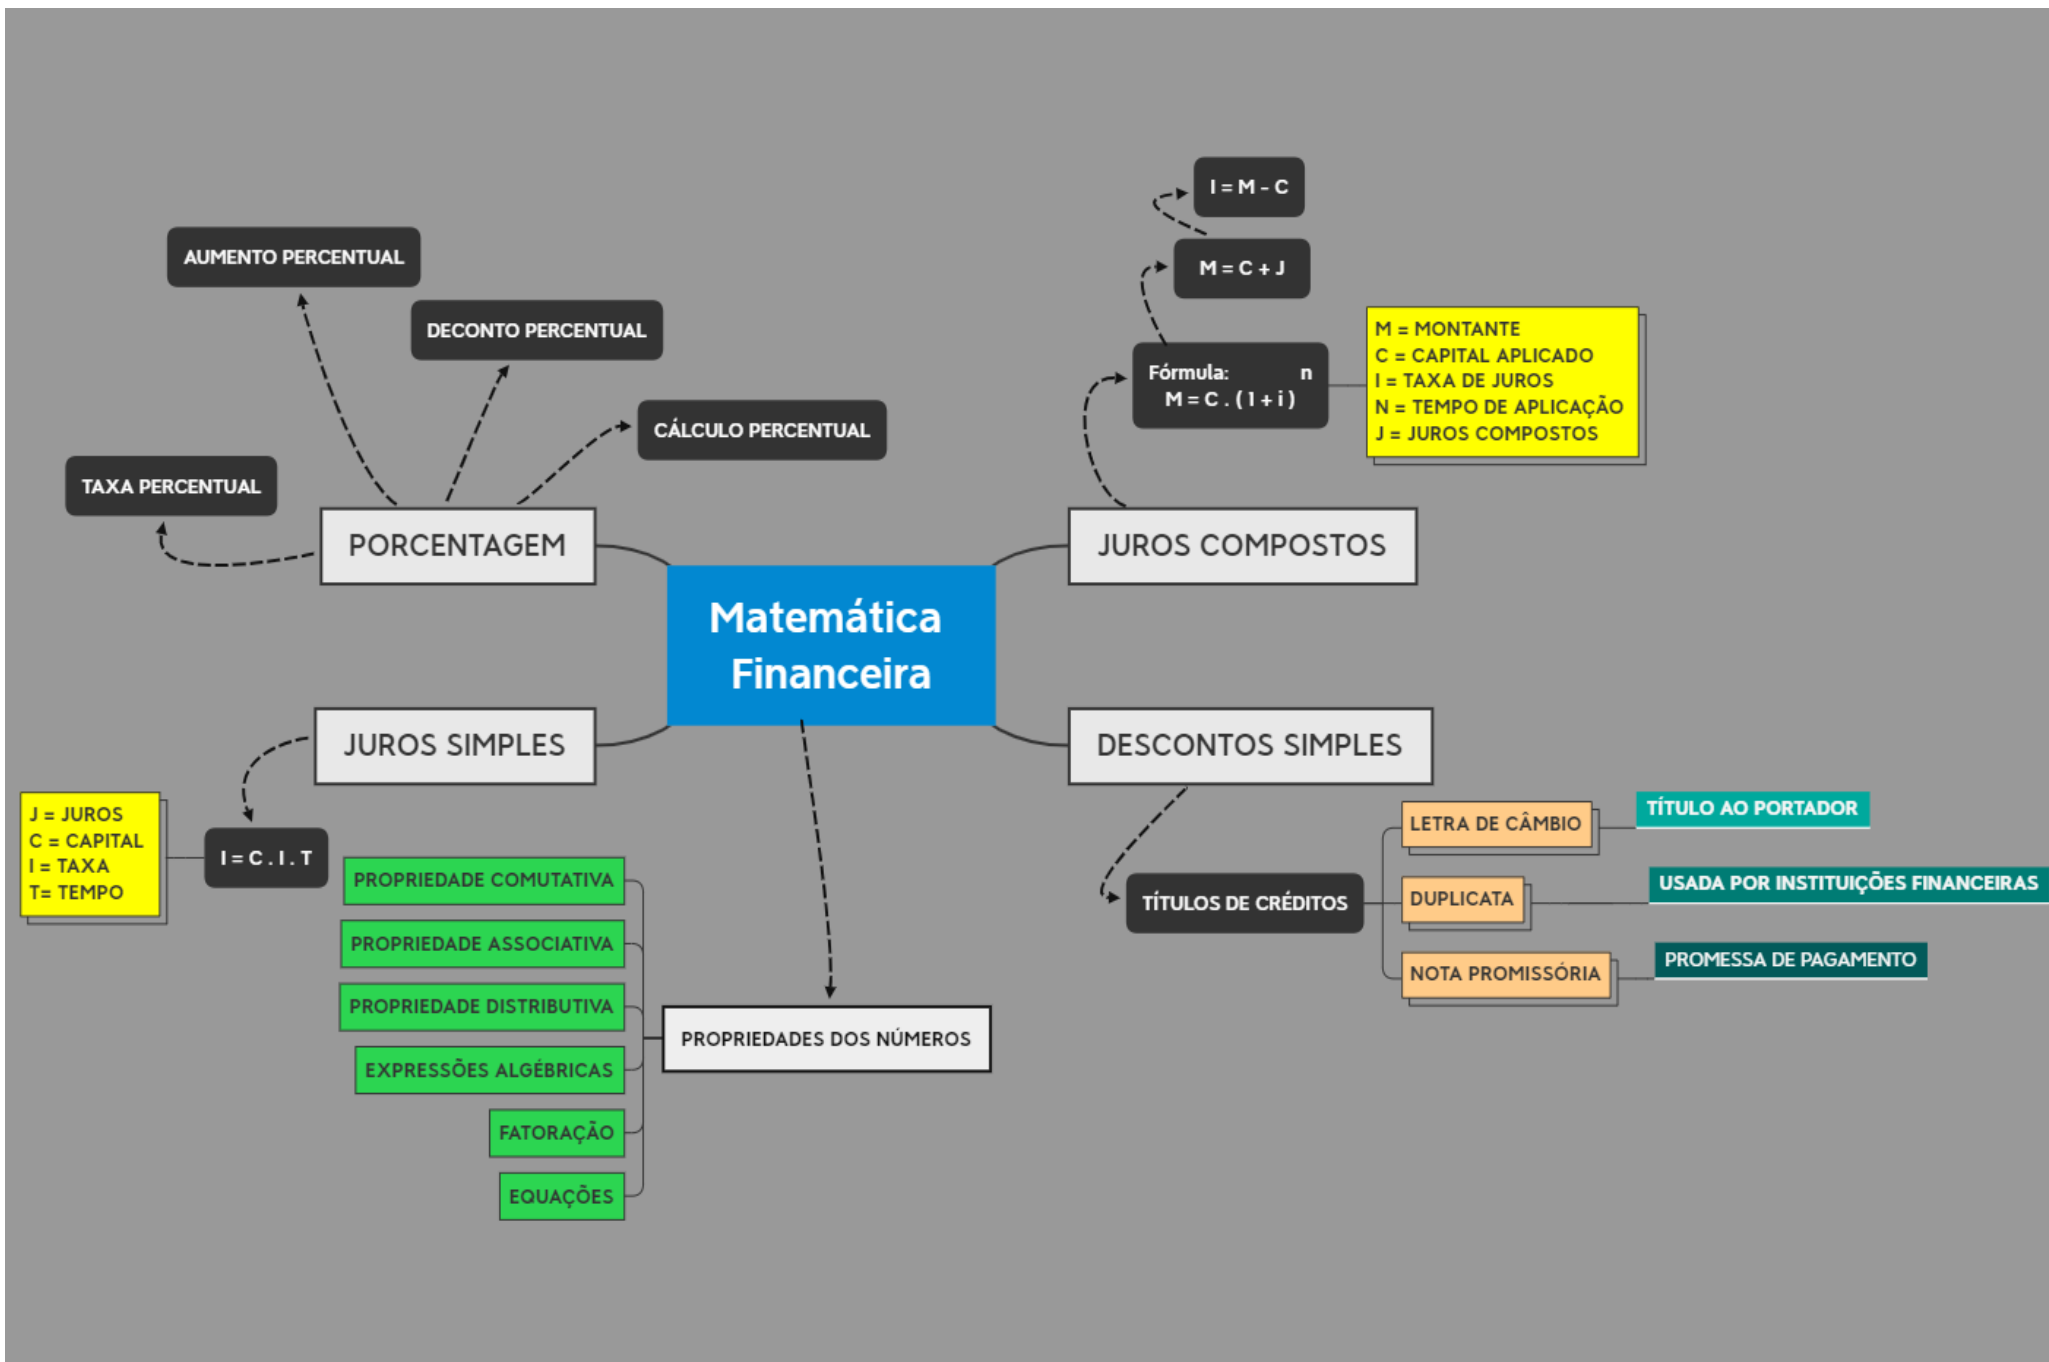 I = M - C
M = C + J
Fórmula: n
M = C . ( 1 + i )
M = MONTANTE
C = CAPITAL APLICADO
I = TAXA DE JUROS
N = TEMPO DE APLICAÇÃO
J = JUROS COMPOSTOS
AUMENTO PERCENTUAL
DECONTO PERCENTUAL
CÁLCULO PERCENTUAL
TAXA PERCENTUAL
PORCENTAGEM
JUROS COMPOSTOS
Matemática
Financeira
JUROS SIMPLES
DESCONTOS SIMPLES
J = JUROS
C = CAPITAL
I = TAXA
T= TEMPO
I = C . I . T
PROPRIEDADE COMUTATIVA
PROPRIEDADE ASSOCIATIVA
PROPRIEDADE DISTRIBUTIVA
EXPRESSÕES ALGÉBRICAS
FATORAÇÃO
EQUAÇÕES
PROPRIEDADES DOS NÚMEROS
TÍTULOS DE CRÉDITOS
LETRA DE CÂMBIO
TÍTULO AO PORTADOR
DUPLICATA
USADA POR INSTITUIÇÕES FINANCEIRAS
NOTA PROMISSÓRIA
PROMESSA DE PAGAMENTO